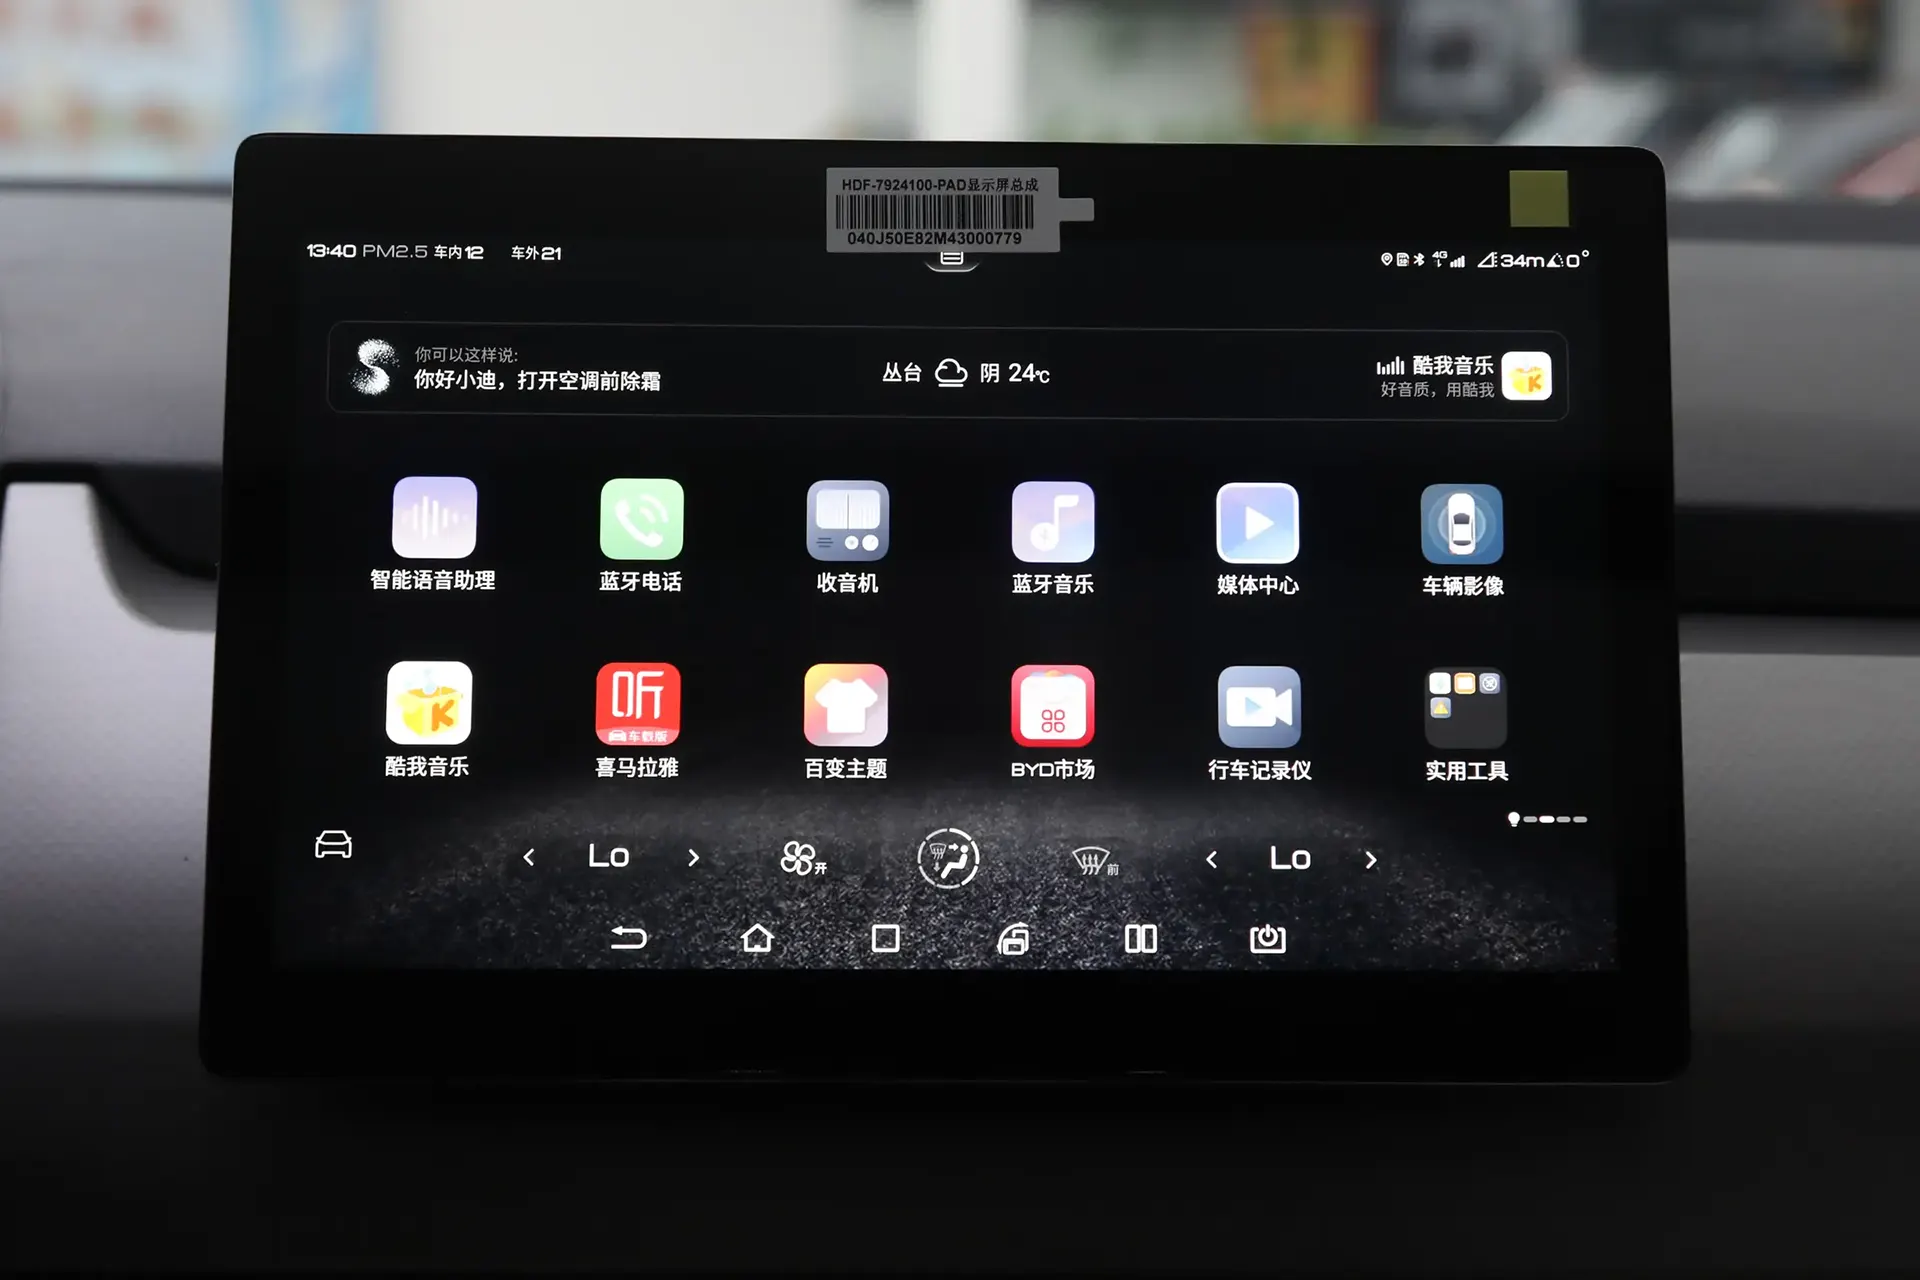 HDF-7924100-PAD显示屏总成
040J50E82M43000779
13:40 PM2.5 车内12 车外21
4G 34m 0°
你可以这样说:
你好小迪，打开空调前除霜
丛台 阴 24℃
酷我音乐
好音质，用酷我
智能语音助理
蓝牙电话
收音机
蓝牙音乐
媒体中心
车辆影像
K
听
车载版
酷我音乐
喜马拉雅
百变主题
BYD市场
行车记录仪
实用工具
Lo
开
前
Lo